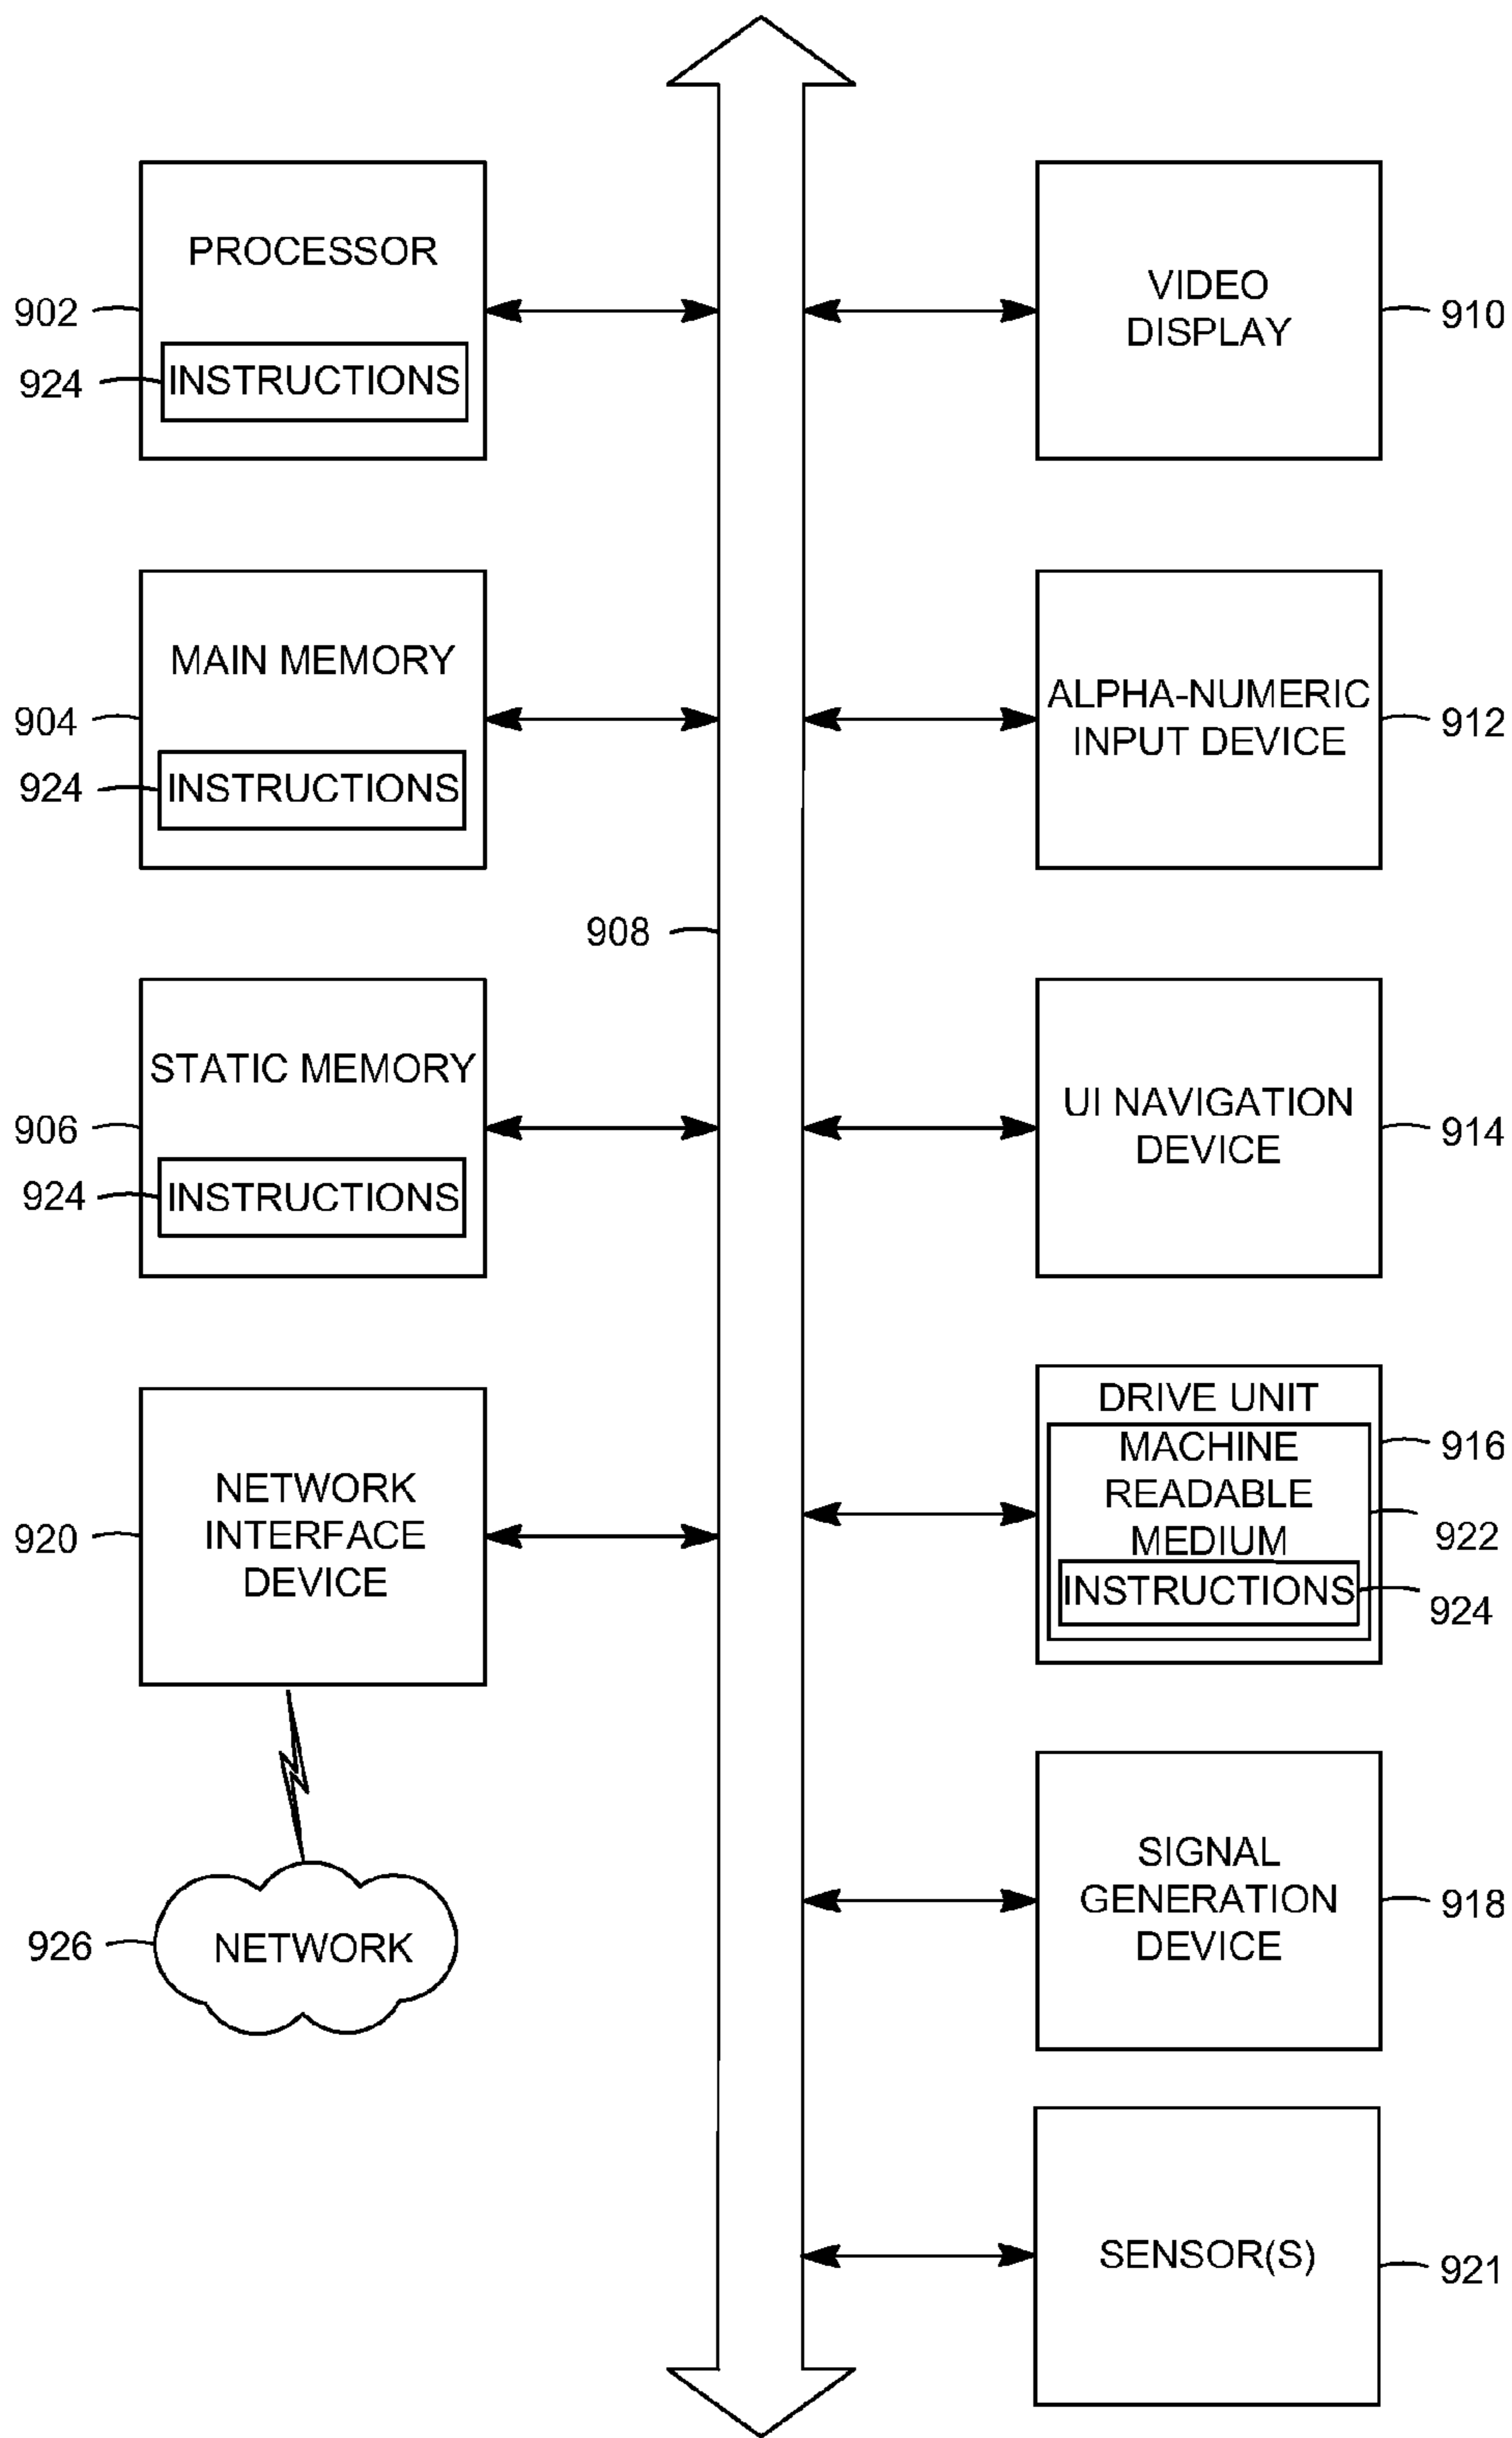 PROCESSOR
902
924
INSTRUCTIONS
MAIN MEMORY
904
924
INSTRUCTIONS
908
STATIC MEMORY
906
924
INSTRUCTIONS
NETWORK
INTERFACE
DEVICE
920
926
NETWORK
VIDEO
DISPLAY
910
ALPHA-NUMERIC
INPUT DEVICE
912
UI NAVIGATION
DEVICE
914
DRIVE UNIT
916
MACHINE
READABLE
MEDIUM
922
INSTRUCTIONS
924
SIGNAL
GENERATION
DEVICE
918
SENSOR(S)
921